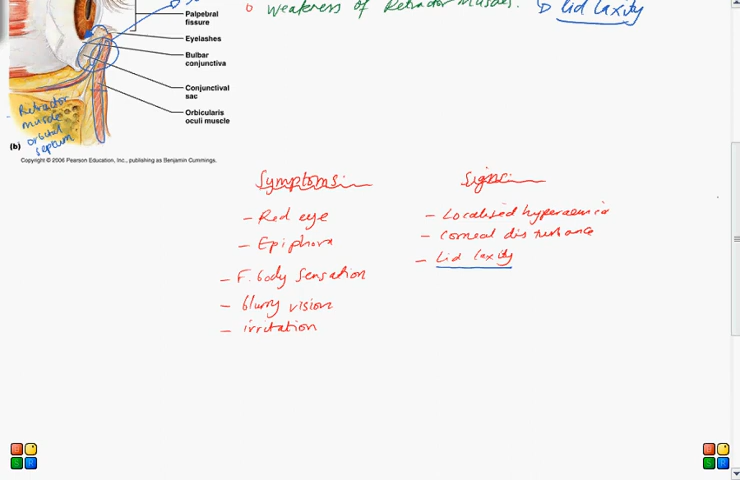 o Weakness of Retractor Muscles. lid laxity
Palpebral
fissure
Eyelashes
Bulbar
conjunctiva
Conjunctival
sac
Orbicularis
oculi muscle
Retractor
muscle
orbital
septum
(b)
Copyright © 2006 Pearson Education, Inc., publishing as Benjamin Cummings.
Symptoms:
- Red eye
- Epiphora
- F. body Sensation
- blurry vision
- irritation
Signs:
- Localised hyperaemia
- corneal disturbance
- Lid laxity